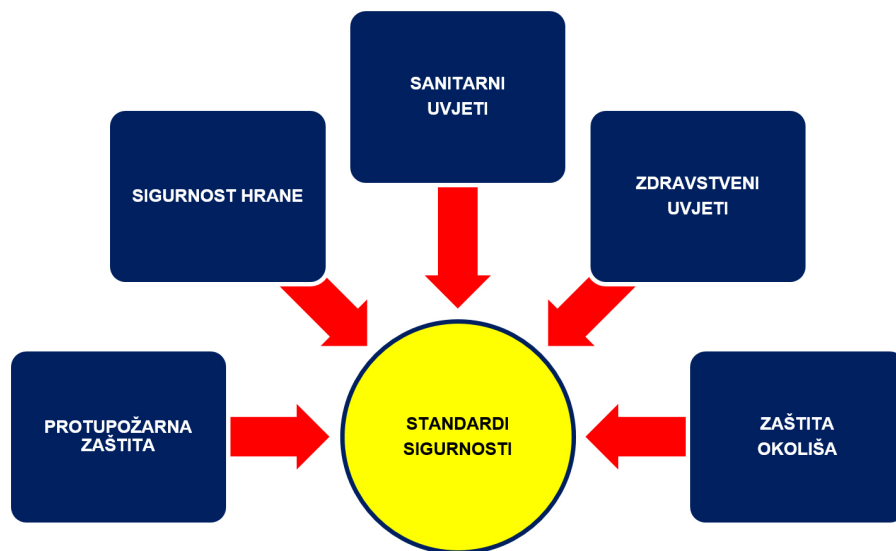 SANITARNI
UVJETI
SIGURNOST HRANE
ZDRAVSTVENI
UVJETI
PROTUPOŽARNA
ZAŠTITA
STANDARDI
SIGURNOSTI
ZAŠTITA
OKOLIŠA